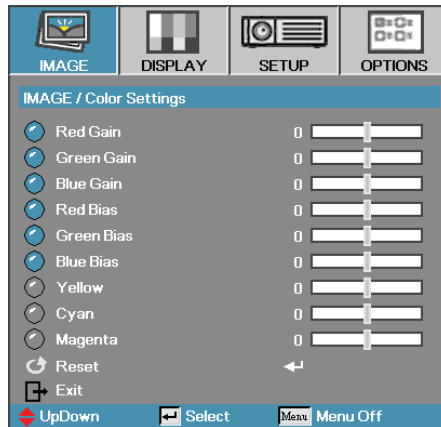 IMAGE DISPLAY SETUP OPTIONS
IMAGE / Color Settings
Red Gain 0
Green Gain 0
Blue Gain 0
Red Bias 0
Green Bias 0
Blue Bias 0
Yellow 0
Cyan 0
Magenta 0
Reset
Exit
UpDown Select Menu Menu Off